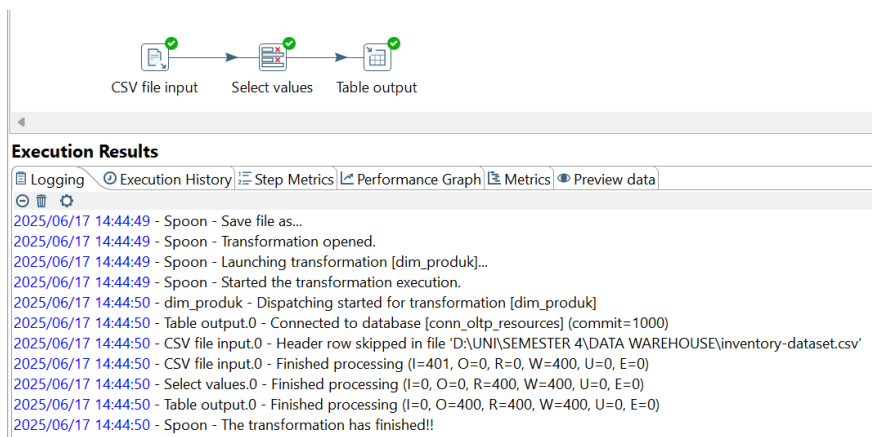 CSV file input Select values Table output
Execution Results
Logging Execution History Step Metrics Performance Graph Metrics Preview data
2025/06/17 14:44:49 - Spoon - Save file as...
2025/06/17 14:44:49 - Spoon - Transformation opened.
2025/06/17 14:44:49 - Spoon - Launching transformation [dim_produk]...
2025/06/17 14:44:49 - Spoon - Started the transformation execution.
2025/06/17 14:44:50 - dim_produk - Dispatching started for transformation [dim_produk]
2025/06/17 14:44:50 - Table output.0 - Connected to database [conn_oltp_resources] (commit=1000)
2025/06/17 14:44:50 - CSV file input.0 - Header row skipped in file 'D:\UNI\SEMESTER 4\DATA WAREHOUSE\inventory-dataset.csv'
2025/06/17 14:44:50 - CSV file input.0 - Finished processing (I=401, O=0, R=0, W=400, U=0, E=0)
2025/06/17 14:44:50 - Select values.0 - Finished processing (I=0, O=0, R=400, W=400, U=0, E=0)
2025/06/17 14:44:50 - Table output.0 - Finished processing (I=0, O=400, R=400, W=400, U=0, E=0)
2025/06/17 14:44:50 - Spoon - The transformation has finished!!